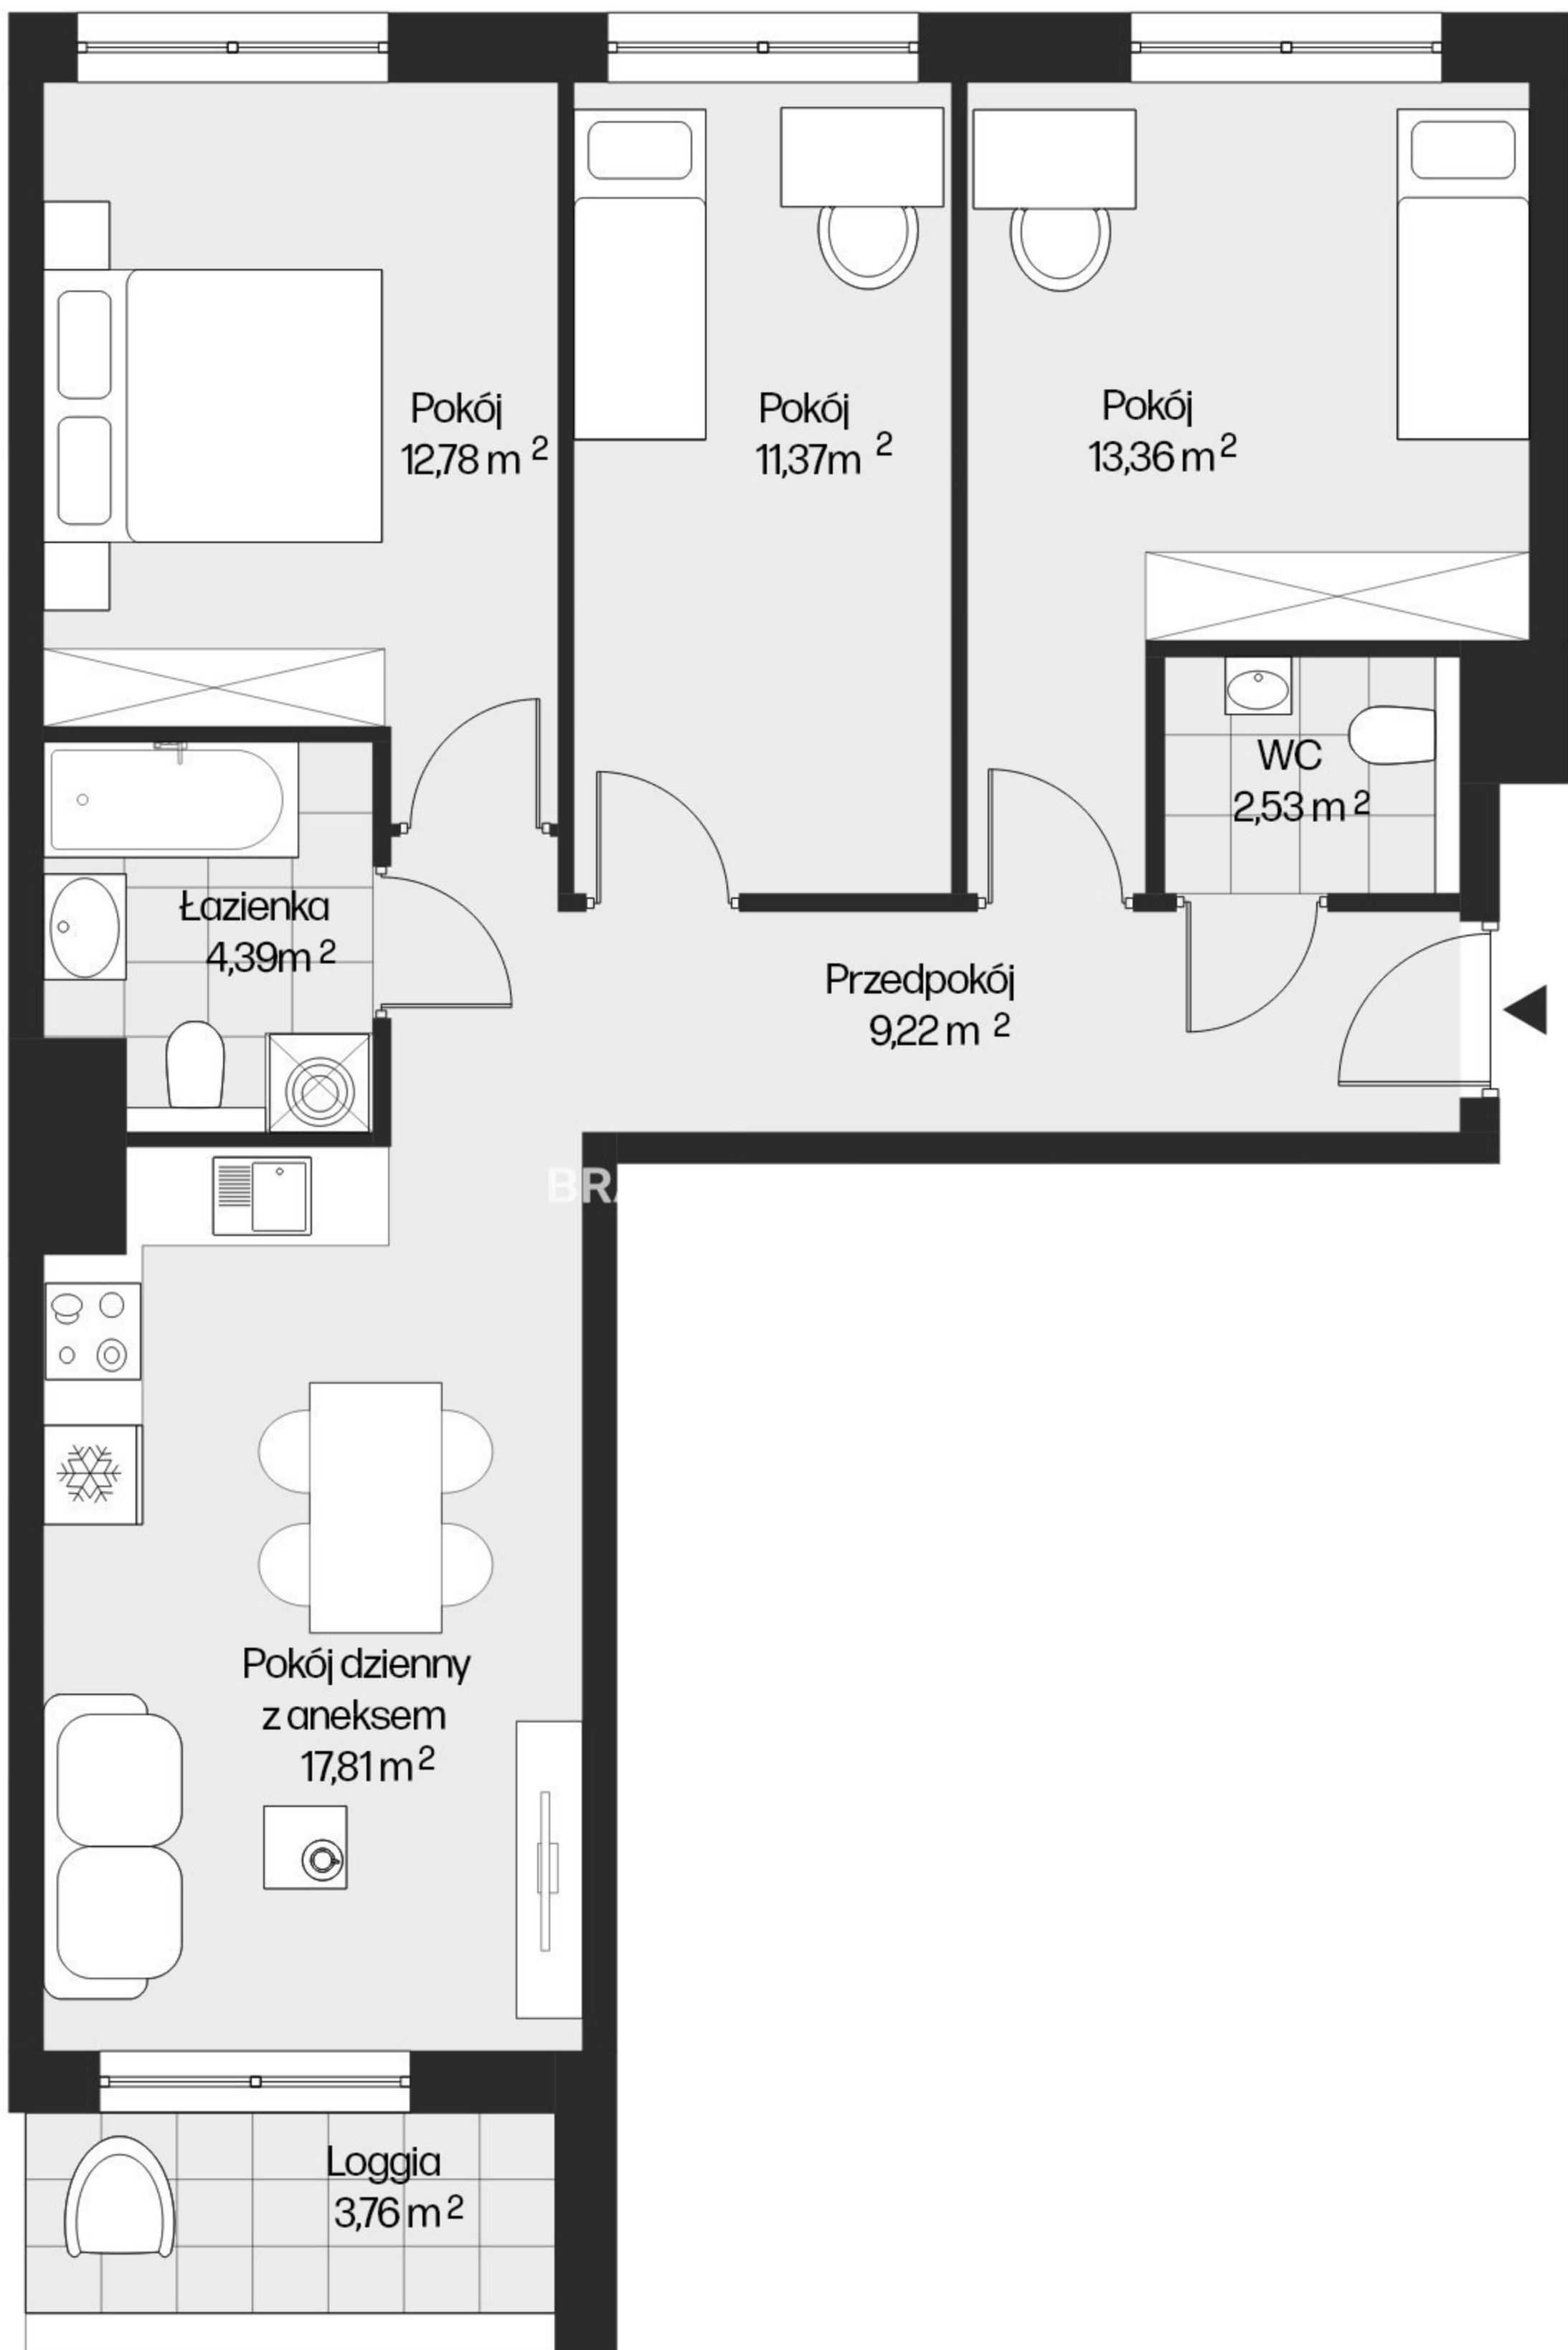 Pokój
12,78 m 2
Pokój
11,37m 2
Pokój
13,36 m 2
WC
2,53 m 2
Łazienka
4,39m 2
Przedpokój
9,22 m 2
BRA
Pokój dzienny
z aneksem
17,81 m 2
Loggia
3,76 m 2